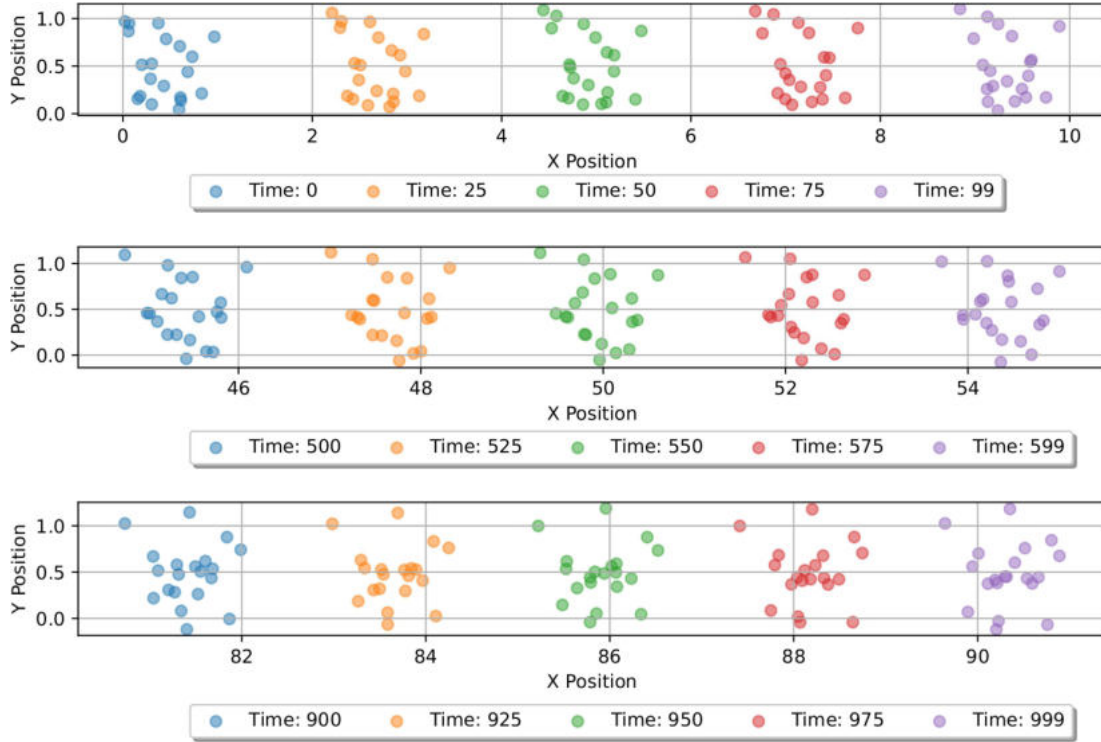 1.0
0.5
0.0
Y Position
0 2 4 6 8 10
X Position
Time: 0 Time: 25 Time: 50 Time: 75 Time: 99
1.0
0.5
0.0
Y Position
46 48 50 52 54
X Position
Time: 500 Time: 525 Time: 550 Time: 575 Time: 599
1.0
0.5
0.0
Y Position
82 84 86 88 90
X Position
Time: 900 Time: 925 Time: 950 Time: 975 Time: 999